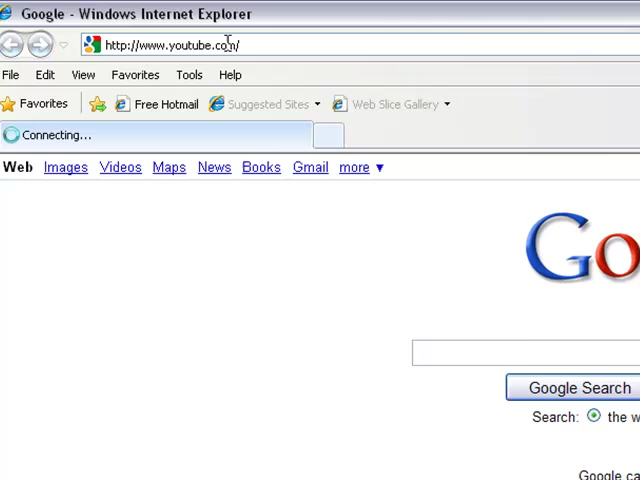 Google - Windows Internet Explorer
http://www.youtube.com/
File Edit View Favorites Tools Help
Favorites Free Hotmail Suggested Sites Web Slice Gallery
Connecting...
Web Images Videos Maps News Books Gmail more ▼
Go
Google Search
Search: the w
Google ca